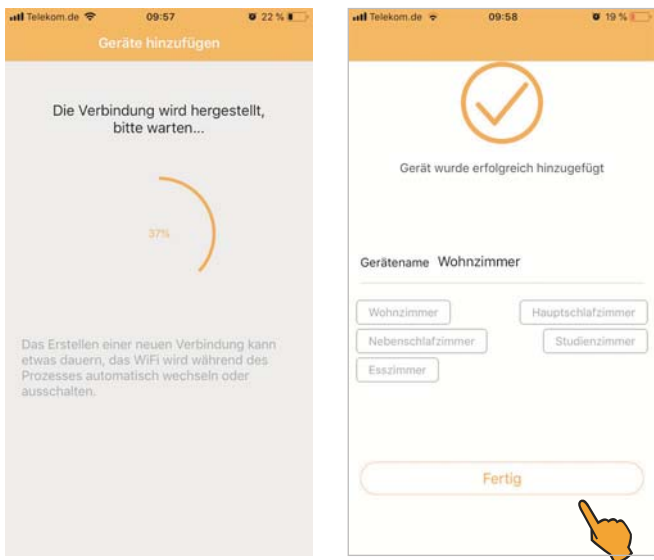 Telekom.de 09:57 22 %
Geräte hinzufügen
Die Verbindung wird hergestellt,
bitte warten...
37%
Das Erstellen einer neuen Verbindung kann
etwas dauern, das WiFi wird während des
Prozesses automatisch wechseln oder
ausschalten.
Telekom.de 09:58 19 %
Gerät wurde erfolgreich hinzugefügt
Gerätename Wohnzimmer
Wohnzimmer Hauptschlafzimmer
Nebenschlafzimmer Studienzimmer
Esszimmer
Fertig